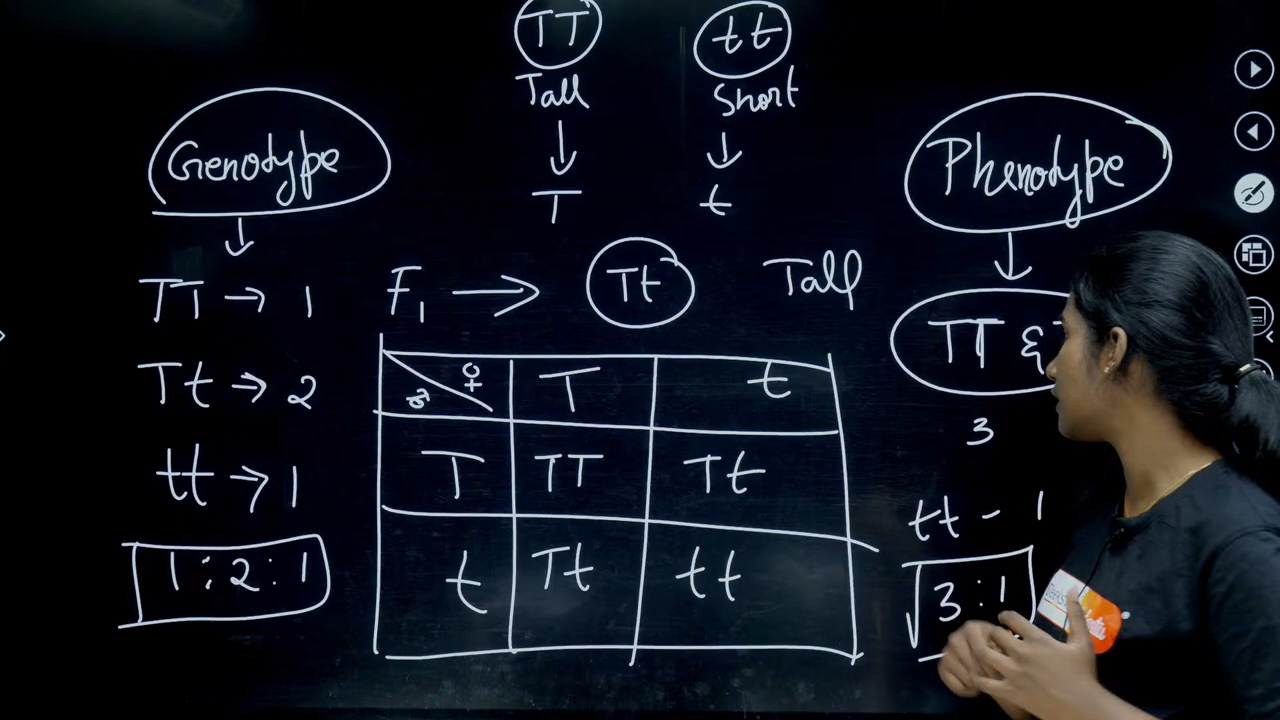 TT tt
Tall Short
T t
Genotype
Phenotype
F1 → Tt Tall
TT → 1
Tt → 2
tt → 1
1 : 2 : 1
♂ ♀ T t
T TT Tt
t Tt tt
TT &
3
tt - 1
3 : 1